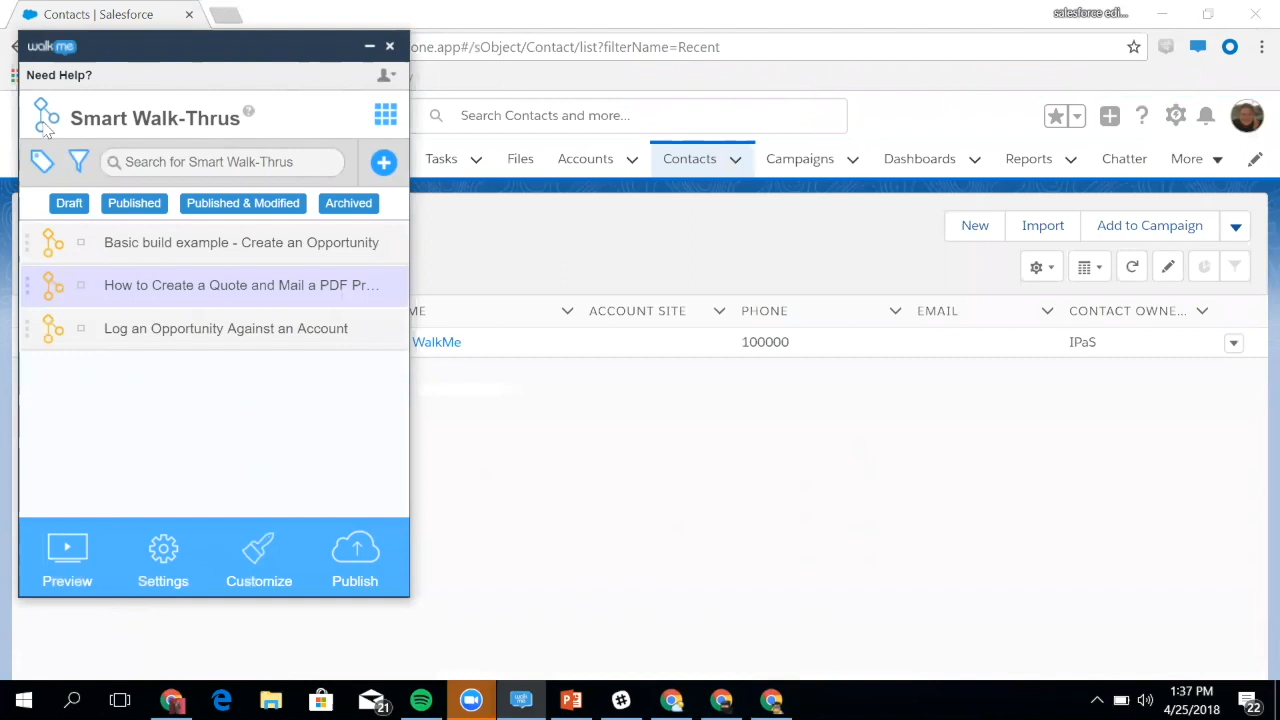 Contacts | Salesforce
salesforce edi...
one.app#/sObject/Contact/list?filterName=Recent
walkme
Need Help?
Smart Walk-Thrus
?
Search Contacts and more...
Search for Smart Walk-Thrus
Tasks
Files
Accounts
Contacts
Campaigns
Dashboards
Reports
Chatter
More
Draft
Published
Published & Modified
Archived
New
Import
Add to Campaign
Basic build example - Create an Opportunity
How to Create a Quote and Mail a PDF Pr...
Log an Opportunity Against an Account
ME
ACCOUNT SITE
PHONE
EMAIL
CONTACT OWNE...
WalkMe
100000
IPaS
Preview
Settings
Customize
Publish
21
1:37 PM
4/25/2018
22